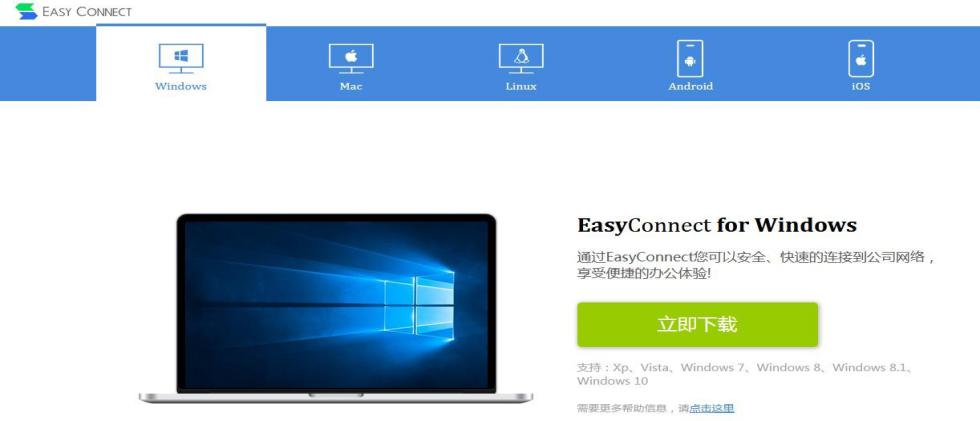 EASY CONNECT
Windows
Mac
Linux
Android
iOS
EasyConnect for Windows
通过EasyConnect您可以安全、快速的连接到公司网络，
享受便捷的办公体验!
立即下载
支持：Xp、Vista、Windows 7、Windows 8、Windows 8.1、
Windows 10
需要更多帮助信息，请点击这里